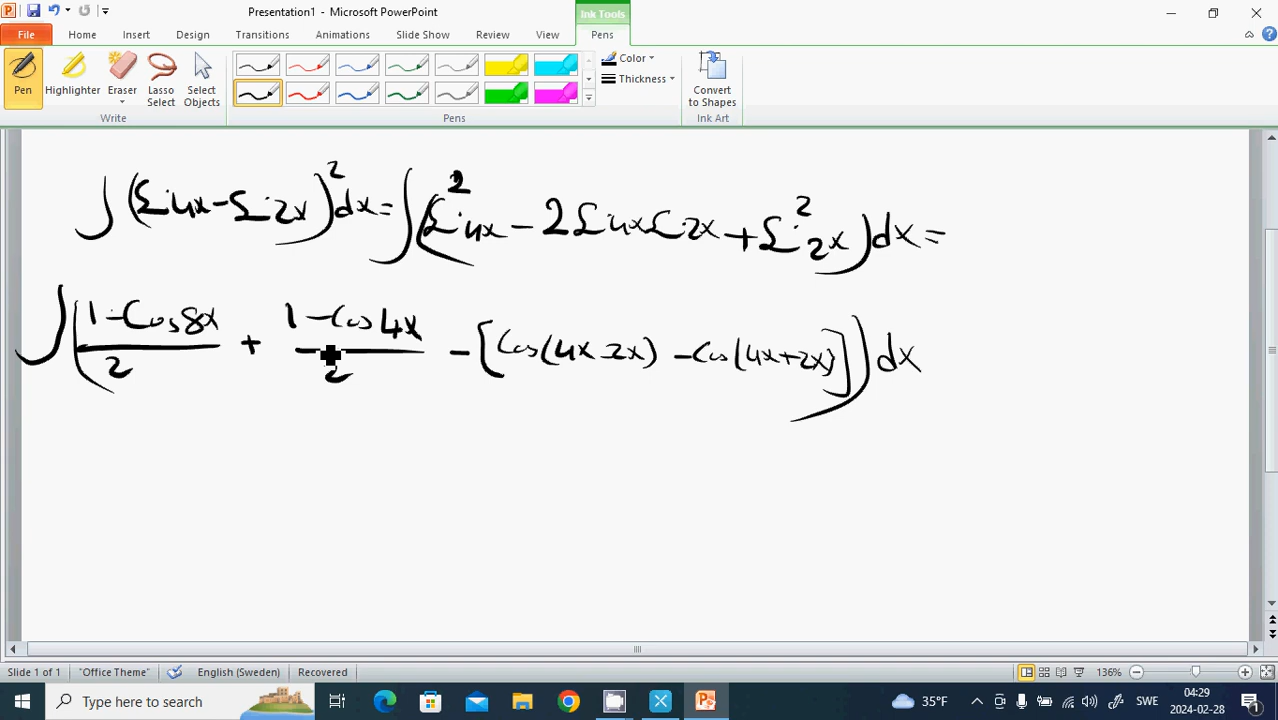 Presentation1 - Microsoft PowerPoint
Ink Tools
File Home Insert Design Transitions Animations Slide Show Review View Pens
Pen Highlighter Eraser Lasso Select Select Objects Color Thickness Convert to Shapes
Write Pens Ink Art
∫(Sin4x-Sin2x)²dx=∫(Sin²4x-2Sin4xSin2x+Sin²2x)dx=
∫((1-Cos8x)/2 + (1-Cos4x)/2 -[Cos(4x-2x)-Cos(4x+2x)])dx
Slide 1 of 1 "Office Theme" English (Sweden) Recovered 136%
Type here to search 35°F SWE 04:29
2024-02-28 1